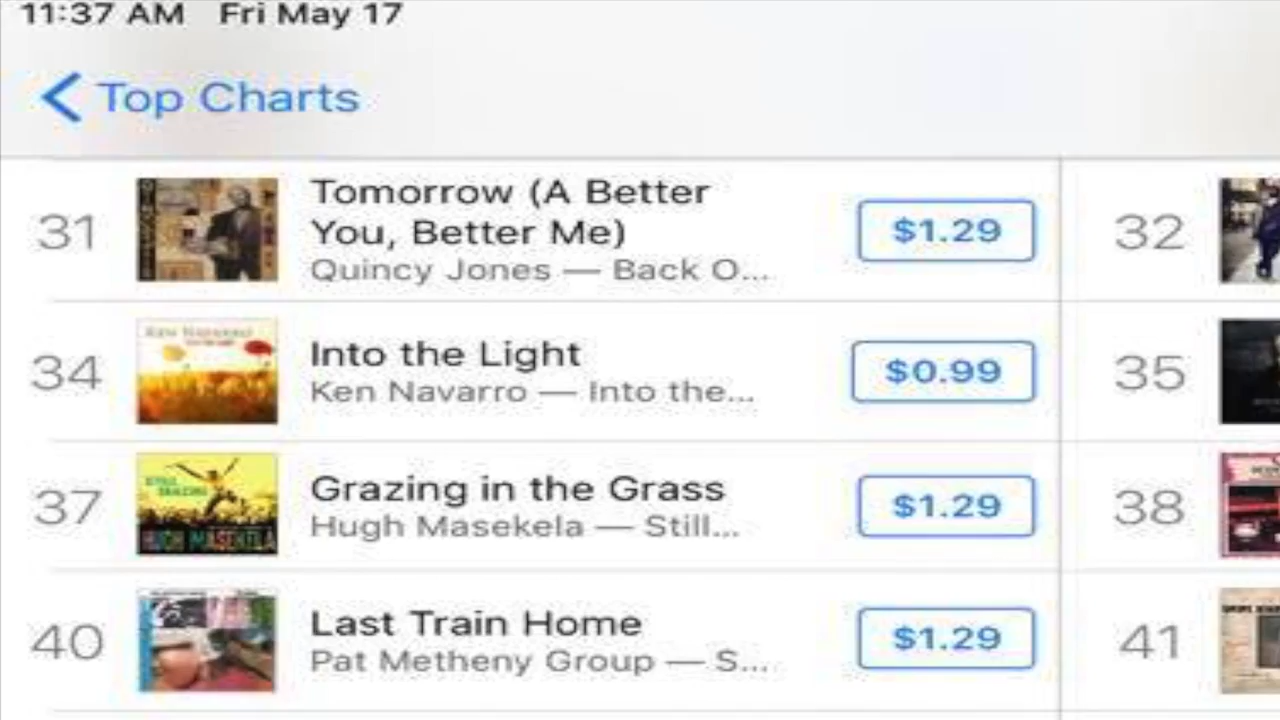 11:37 AM Fri May 17
Top Charts
31
Tomorrow (A Better
You, Better Me)
Quincy Jones — Back O...
$1.29
32
34
Into the Light
Ken Navarro — Into the...
$0.99
35
37
Grazing in the Grass
Hugh Masekela — Still...
$1.29
38
40
Last Train Home
Pat Metheny Group — S...
$1.29
41